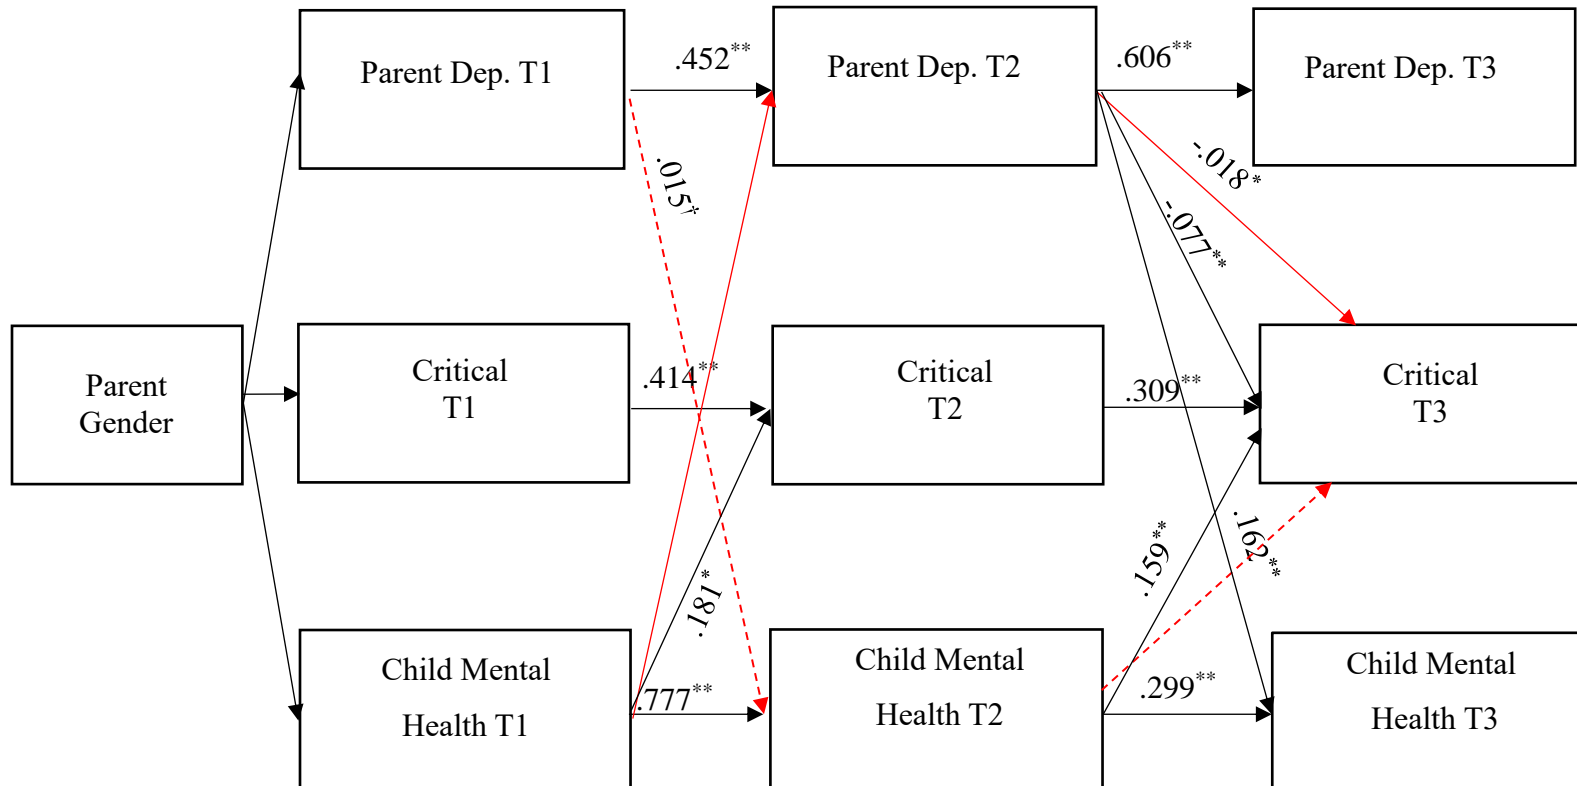 Parent Dep. T1
.452**
Parent Dep. T2
.606**
Parent Dep. T3
.015†
-.018*
-.077**
Parent
Gender
Critical
T1
.414**
Critical
T2
.309**
Critical
T3
.181*
.159**
.162**
Child Mental
Health T1
.777**
Child Mental
Health T2
.299**
Child Mental
Health T3